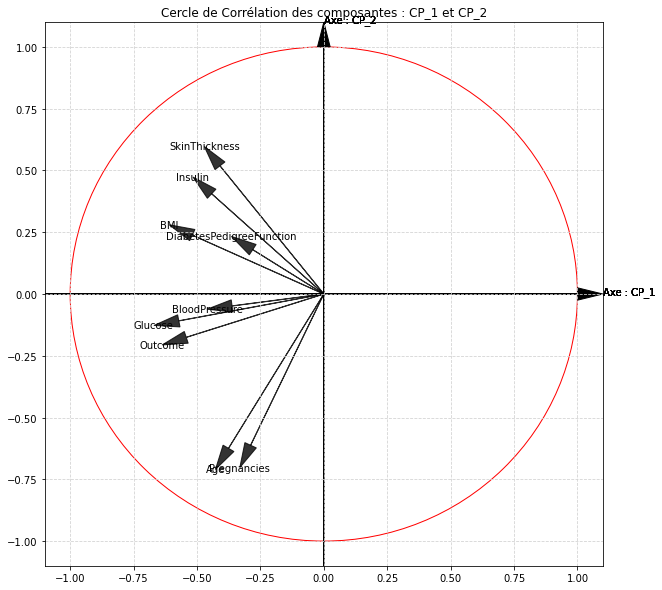 Cercle de Corrélation des composantes : CP_1 et CP_2
Axe : CP_2
1.00
0.75
SkinThickness
0.50
Insulin
BMI
0.25
DiabetesPedigreeFunction
0.00
Axe : CP_1
BloodPressure
Glucose
Outcome
-0.25
−0.50
Age
Pregnancies
−0.75
−1.00
−1.00 −0.75 −0.50 −0.25 0.00 0.25 0.50 0.75 1.00